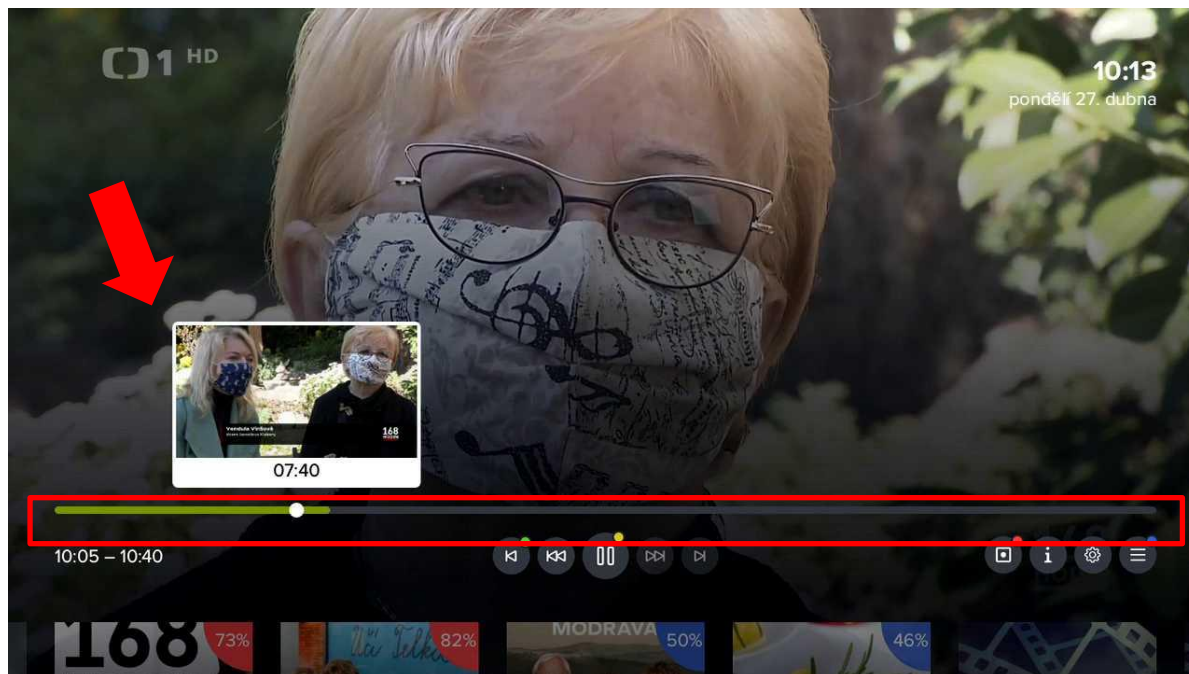 1 HD
10:13
pondělí 27. dubna
Vendula Vinšová
168
07:40
10:05 – 10:40
168
73%
82%
MODRAVA
50%
46%